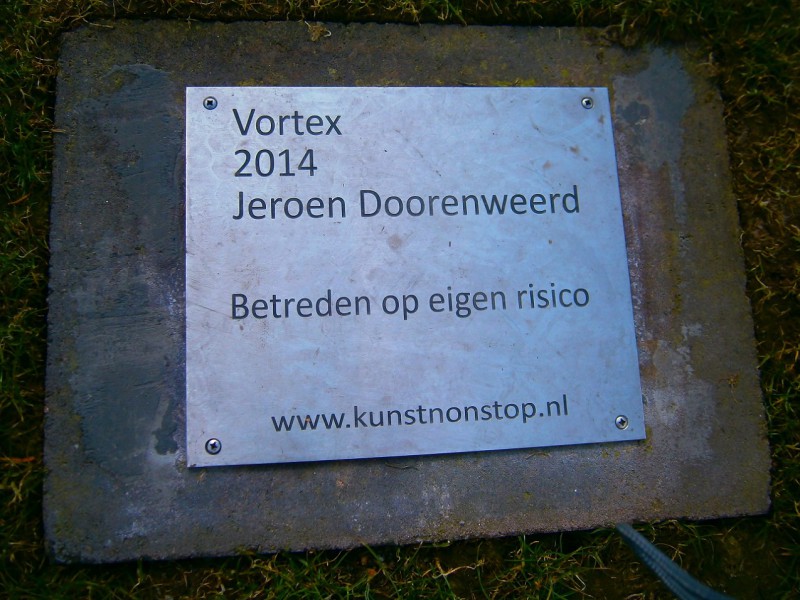 Vortex
2014
Jeroen Doorenweerd
Betreden op eigen risico
www.kunstnonstop.nl